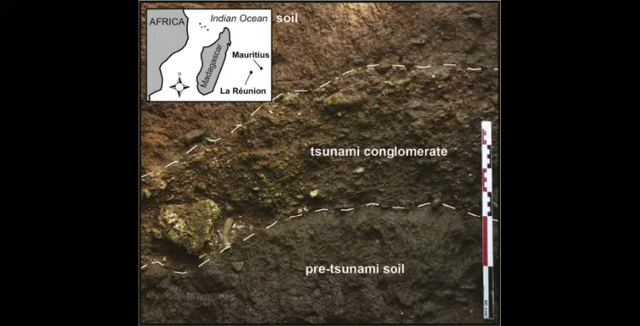 AFRICA
Indian Ocean
soil
Madagascar
Mauritius
La Réunion
N
tsunami conglomerate
pre-tsunami soil